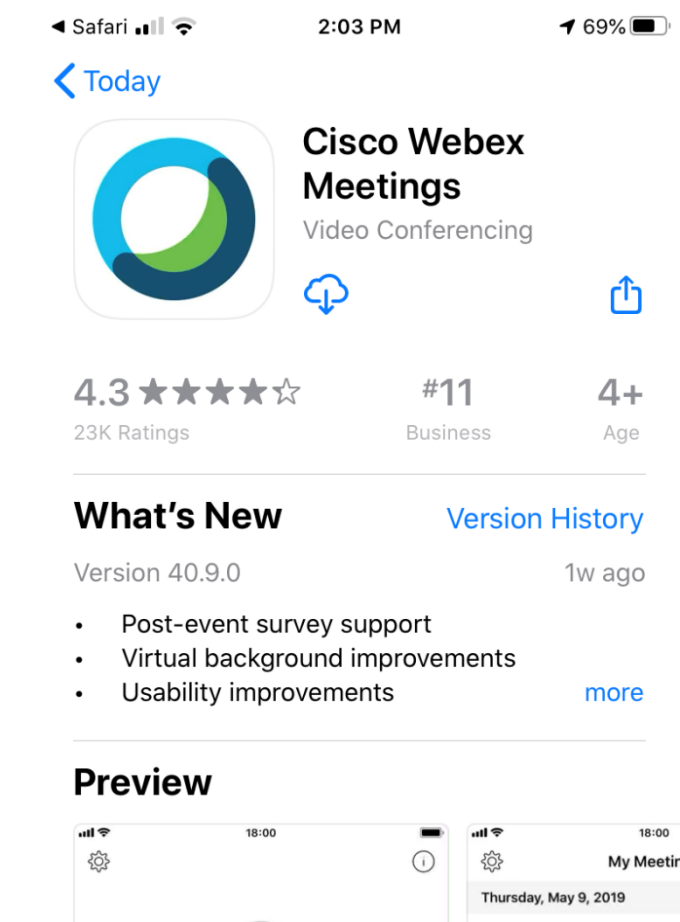 Safari 2:03 PM 69%
Today
Cisco Webex
Meetings
Video Conferencing
4.3 #11 4+
23K Ratings Business Age
What's New Version History
Version 40.9.0 1w ago
• Post-event survey support
• Virtual background improvements
• Usability improvements more
Preview
18:00 18:00
My Meetin
Thursday, May 9, 2019